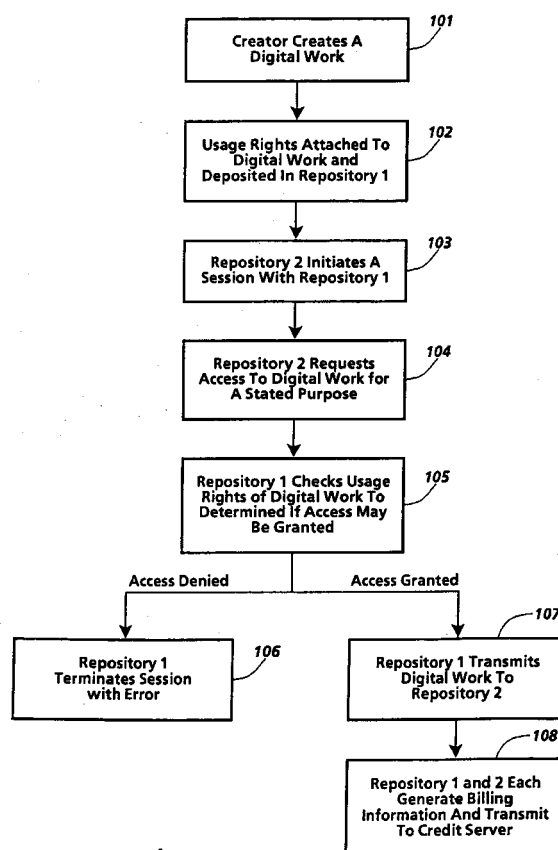 101
Creator Creates A
Digital Work
102
Usage Rights Attached To
Digital Work and
Deposited In Repository 1
103
Repository 2 Initiates A
Session With Repository 1
104
Repository 2 Requests
Access To Digital Work for
A Stated Purpose
105
Repository 1 Checks Usage
Rights of Digital Work To
Determined If Access May
Be Granted
Access Denied
Access Granted
106
Repository 1
Terminates Session
with Error
107
Repository 1 Transmits
Digital Work To
Repository 2
108
Repository 1 and 2 Each
Generate Billing
Information And Transmit
To Credit Server